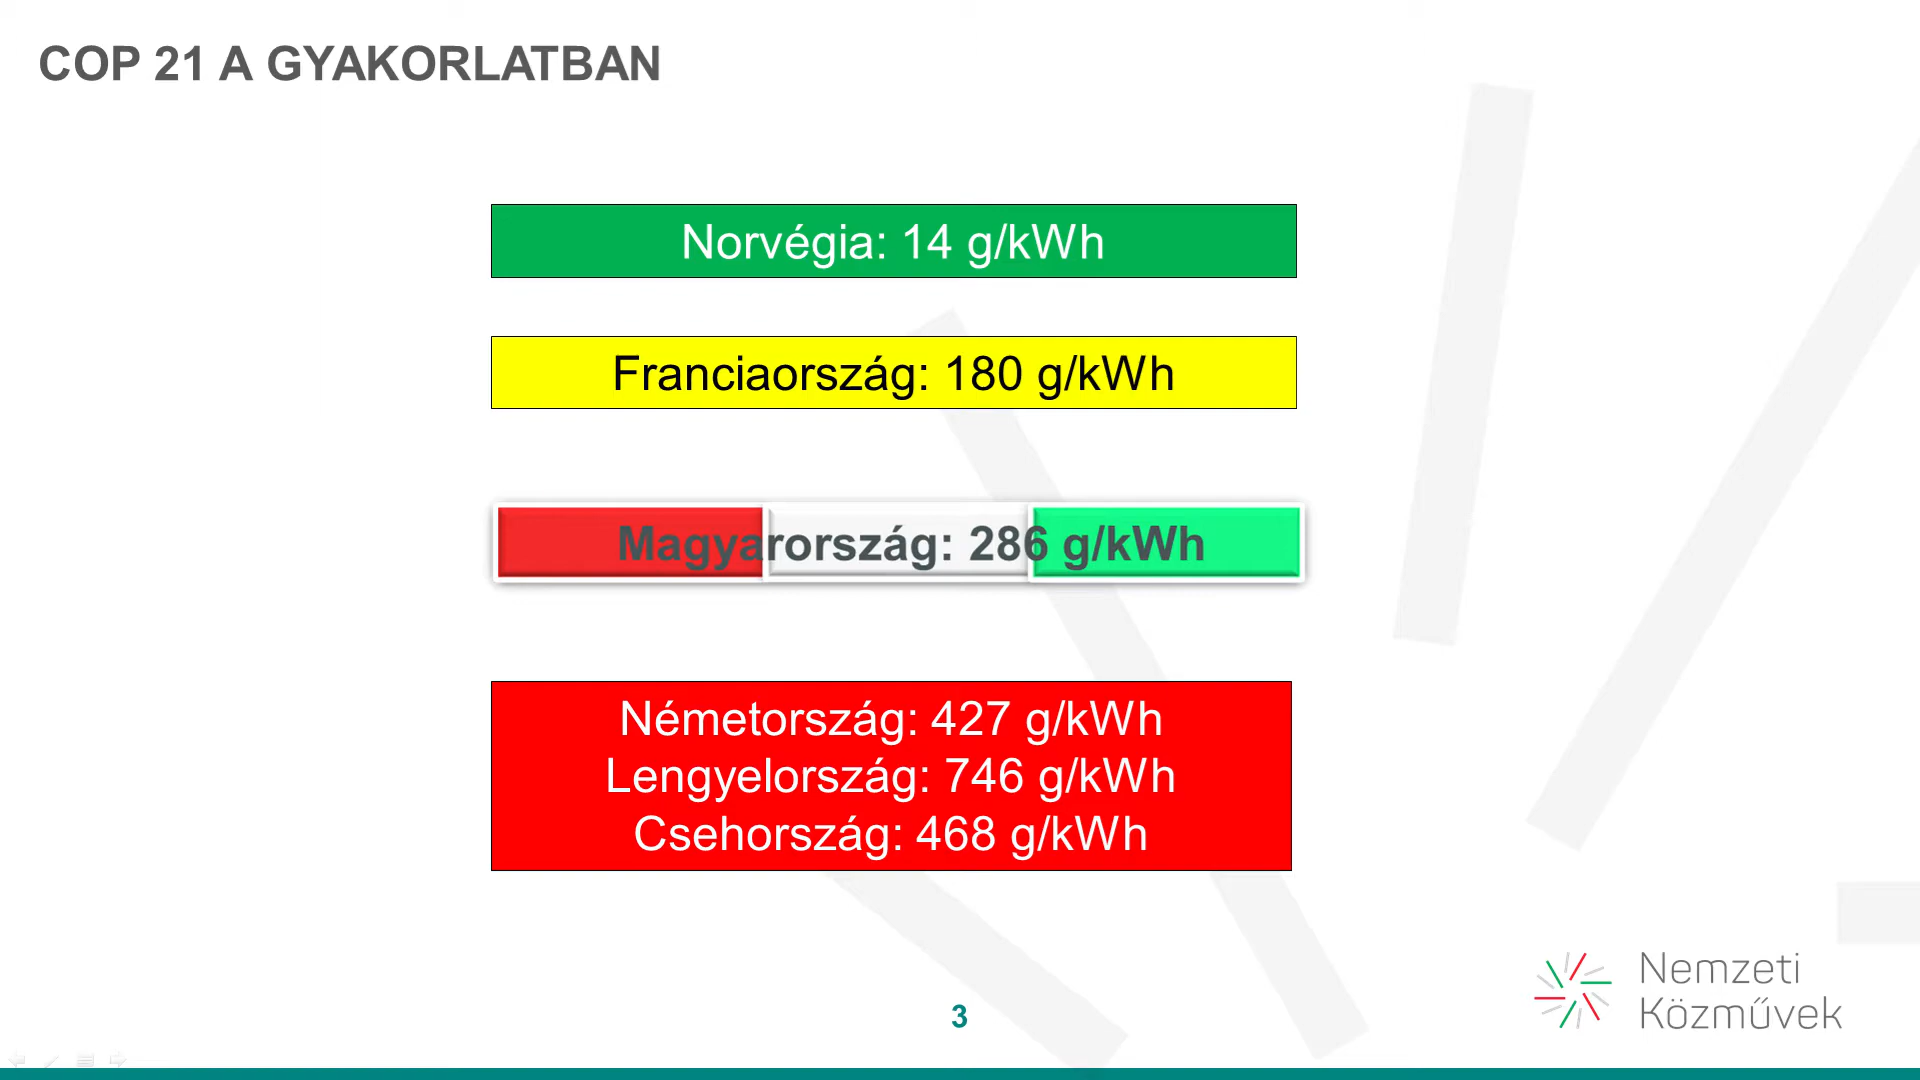 COP 21 A GYAKORLATBAN
Norvégia: 14 g/kWh
Franciaország: 180 g/kWh
Magyarország: 286 g/kWh
Németország: 427 g/kWh
Lengyelország: 746 g/kWh
Csehország: 468 g/kWh
Nemzeti
Közművek
3